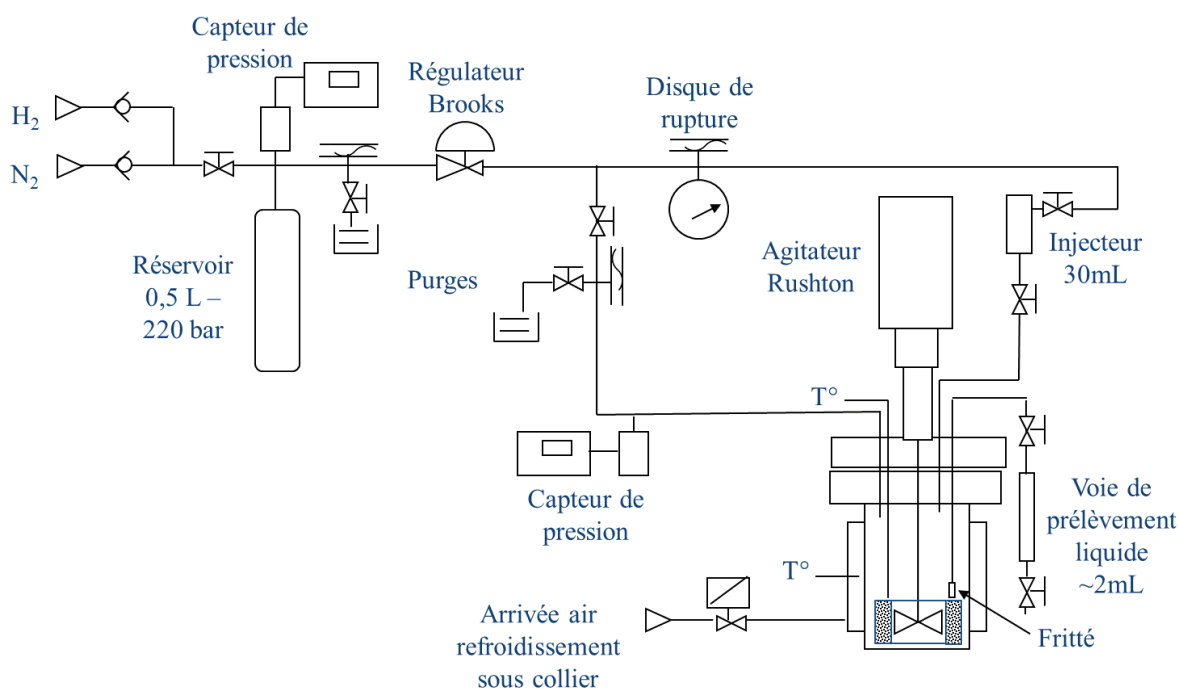 Capteur de
pression
H2
N2
Régulateur
Brooks
Disque de
rupture
Réservoir
0,5 L –
220 bar
Purges
Agitateur
Rushton
Injecteur
30mL
T°
Capteur de
pression
Voie de
prélèvement
liquide
~2mL
T°
Arrivée air
refroidissement
sous collier
Fritté